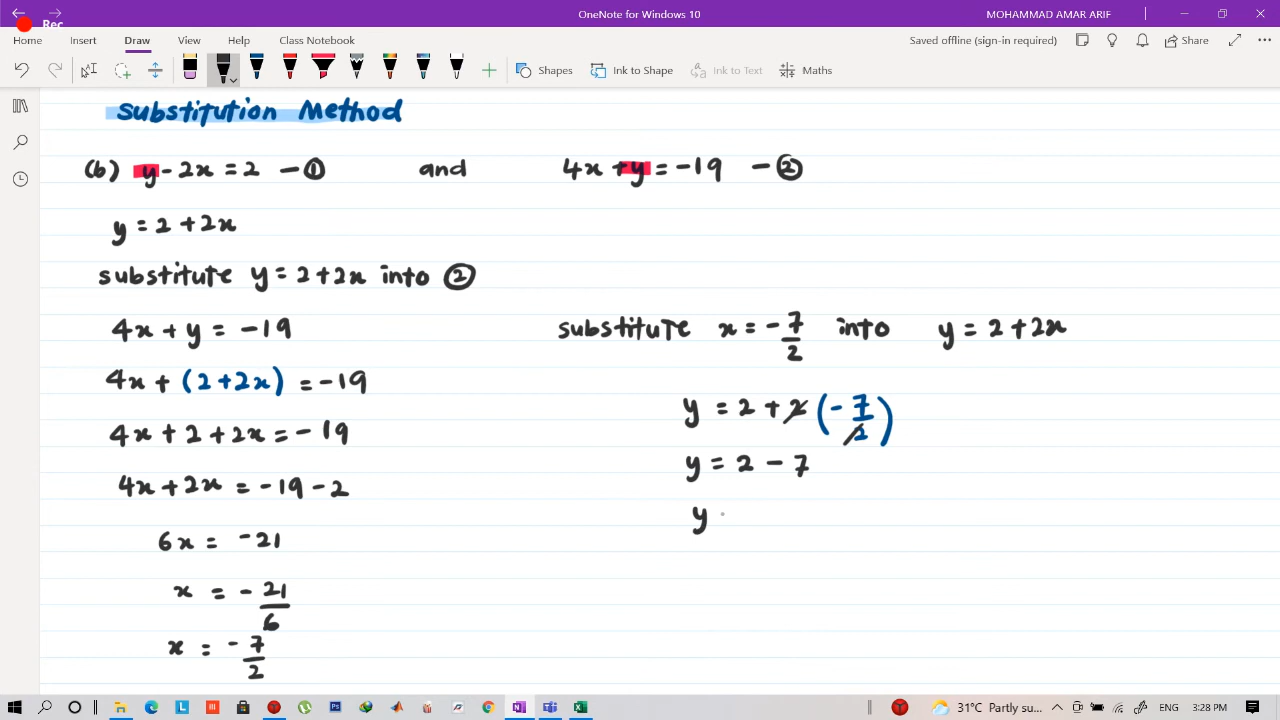 OneNote for Windows 10
MOHAMMAD AMAR ARIF
Rec
Home Insert Draw View Help Class Notebook
Saved offline (sign-in required)
Share
Shapes Ink to Shape Ink to Text Maths
Substitution Method
(b) y - 2x = 2 - ① and 4x + y = -19 - ②
y = 2 + 2x
substitute y = 2 + 2x into ②
4x + y = -19
4x + (2 + 2x) = -19
4x + 2 + 2x = -19
4x + 2x = -19 - 2
6x = -21
x = - 21/6
x = - 7/2
substitute x = - 7/2 into y = 2 + 2x
y = 2 + 2 (- 7/2)
y = 2 - 7
y
31°C Partly su... ENG 3:28 PM